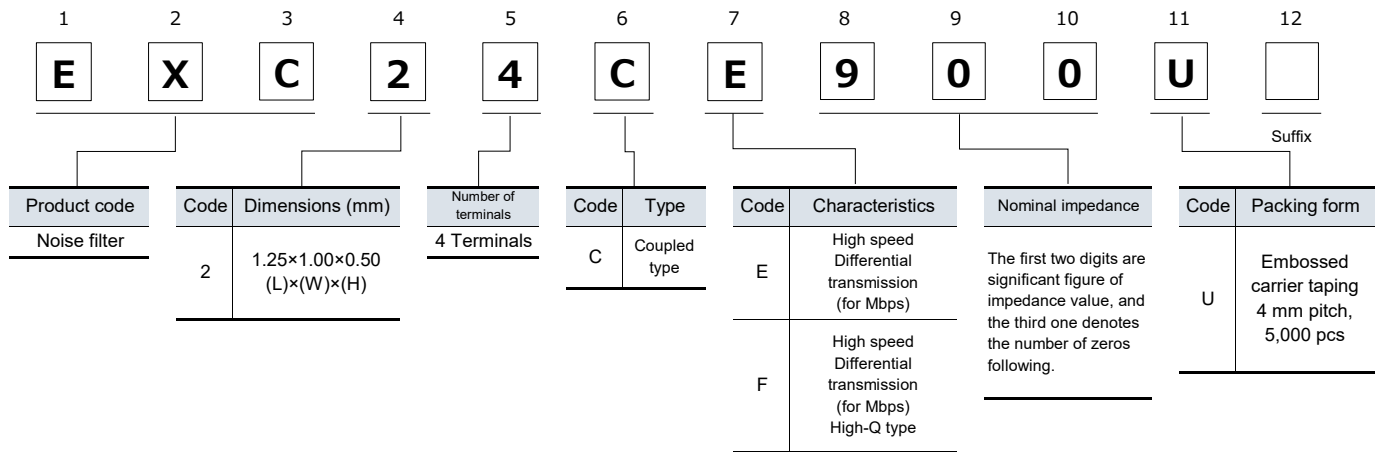 1 2 3 4 5 6 7 8 9 10 11 12
E X C 2 4 C E 9 0 0 U
Suffix
Product code
Noise filter
Code Dimensions (mm)
2
1.25×1.00×0.50
(L)×(W)×(H)
Number of
terminals
4 Terminals
Code Type
C
Coupled
type
Code Characteristics
E
High speed
Differential
transmission
(for Mbps)
F
High speed
Differential
transmission
(for Mbps)
High-Q type
Nominal impedance
The first two digits are
significant figure of
impedance value, and
the third one denotes
the number of zeros
following.
Code Packing form
U
Embossed
carrier taping
4 mm pitch,
5,000 pcs